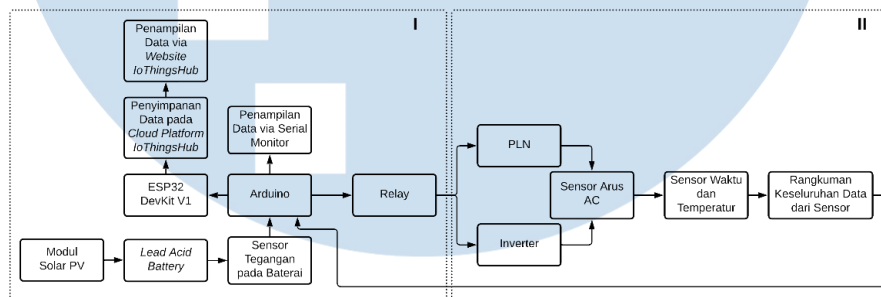 I
II
Penampilan
Data via
Website
IoThingsHub
Penyimpanan
Data pada
Cloud Platform
IoThingsHub
Penampilan
Data via Serial
Monitor
ESP32
DevKit V1
Arduino
Relay
PLN
Inverter
Sensor Arus
AC
Sensor Waktu
dan
Temperatur
Rangkuman
Keseluruhan Data
dari Sensor
Modul
Solar PV
Lead Acid
Battery
Sensor
Tegangan
pada Baterai